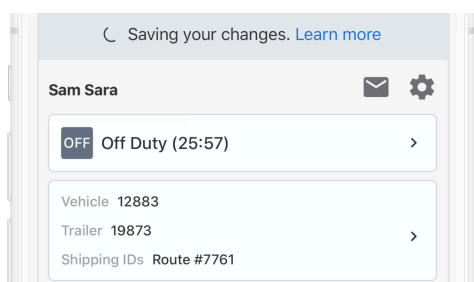 Saving your changes. Learn more
Sam Sara
OFF Off Duty (25:57)
Vehicle 12883
Trailer 19873
Shipping IDs Route #7761